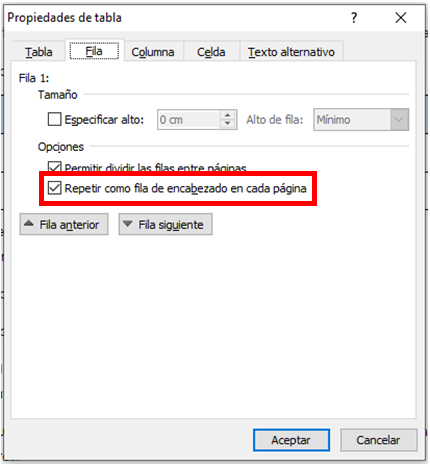 Propiedades de tabla ? ×
Tabla Fila Columna Celda Texto alternativo
Fila 1:
Tamaño
Especificar alto: 0 cm Alto de fila: Mínimo
Opciones
Permitir dividir las filas entre páginas
Repetir como fila de encabezado en cada página
Fila anterior Fila siguiente
Aceptar Cancelar